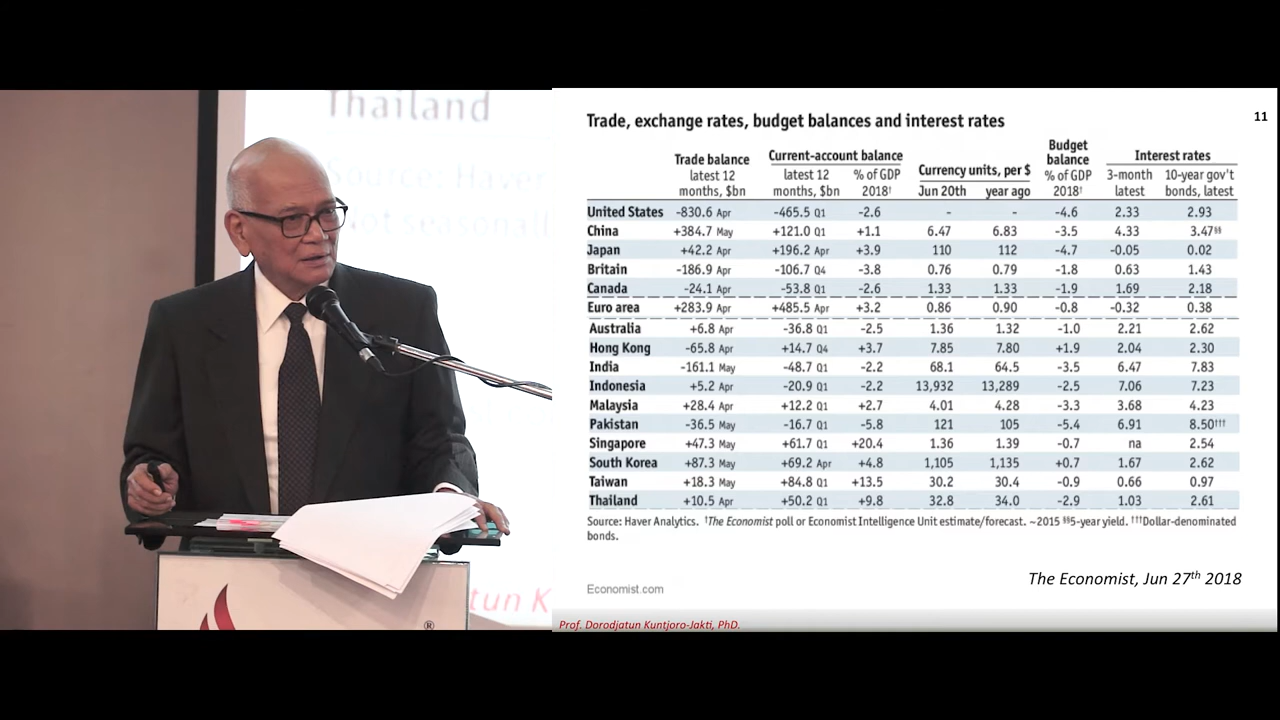 Thailand
Source: Haver
Not seasonall
tun K
®
11
Trade, exchange rates, budget balances and interest rates
Trade balance latest 12 months, $bn
Current-account balance
latest 12 months, $bn
% of GDP 2018†
Currency units, per $
Jun 20th year ago
Budget balance % of GDP 2018†
Interest rates
3-month latest
10-year gov't bonds, latest
United States -830.6 Apr -465.5 Q1 -2.6 - - -4.6 2.33 2.93
China +384.7 May +121.0 Q1 +1.1 6.47 6.83 -3.5 4.33 3.47§§
Japan +42.2 Apr +196.2 Apr +3.9 110 112 -4.7 -0.05 0.02
Britain -186.9 Apr -106.7 Q4 -3.8 0.76 0.79 -1.8 0.63 1.43
Canada -24.1 Apr -53.8 Q1 -2.6 1.33 1.33 -1.9 1.69 2.18
Euro area +283.9 Apr +485.5 Apr +3.2 0.86 0.90 -0.8 -0.32 0.38
Australia +6.8 Apr -36.8 Q1 -2.5 1.36 1.32 -1.0 2.21 2.62
Hong Kong -65.8 Apr +14.7 Q4 +3.7 7.85 7.80 +1.9 2.04 2.30
India -161.1 May -48.7 Q1 -2.2 68.1 64.5 -3.5 6.47 7.83
Indonesia +5.2 Apr -20.9 Q1 -2.2 13,932 13,289 -2.5 7.06 7.23
Malaysia +28.4 Apr +12.2 Q1 +2.7 4.01 4.28 -3.3 3.68 4.23
Pakistan -36.5 May -16.7 Q1 -5.8 121 105 -5.4 6.91 8.50†††
Singapore +47.3 May +61.7 Q1 +20.4 1.36 1.39 -0.7 na 2.54
South Korea +87.3 May +69.2 Apr +4.8 1,105 1,135 +0.7 1.67 2.62
Taiwan +18.3 May +84.8 Q1 +13.5 30.2 30.4 -0.9 0.66 0.97
Thailand +10.5 Apr +50.2 Q1 +9.8 32.8 34.0 -2.9 1.03 2.61
Source: Haver Analytics. †The Economist poll or Economist Intelligence Unit estimate/forecast. ~2015 §§5-year yield. †††Dollar-denominated
bonds.
The Economist, Jun 27th 2018
Economist.com
Prof. Dorodjatun Kuntjoro-Jakti, PhD.